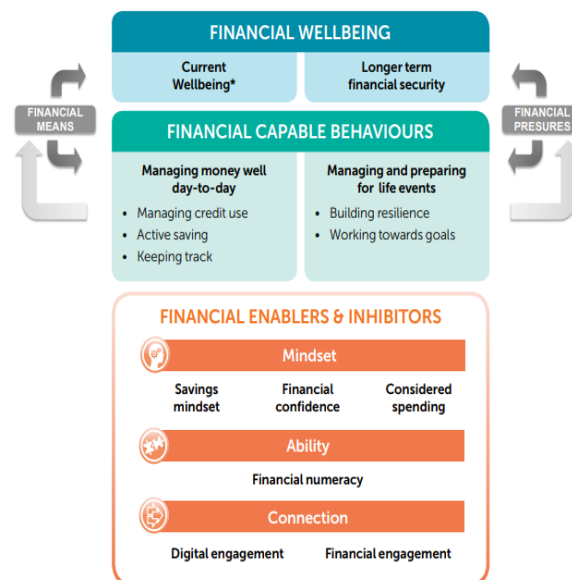 FINANCIAL WELLBEING
Current
Wellbeing*
Longer term
financial security
FINANCIAL
MEANS
FINANCIAL
PRESURES
FINANCIAL CAPABLE BEHAVIOURS
Managing money well
day-to-day
• Managing credit use
• Active saving
• Keeping track
Managing and preparing
for life events
• Building resilience
• Working towards goals
FINANCIAL ENABLERS & INHIBITORS
Mindset
Savings
mindset
Financial
confidence
Considered
spending
Ability
Financial numeracy
Connection
Digital engagement
Financial engagement